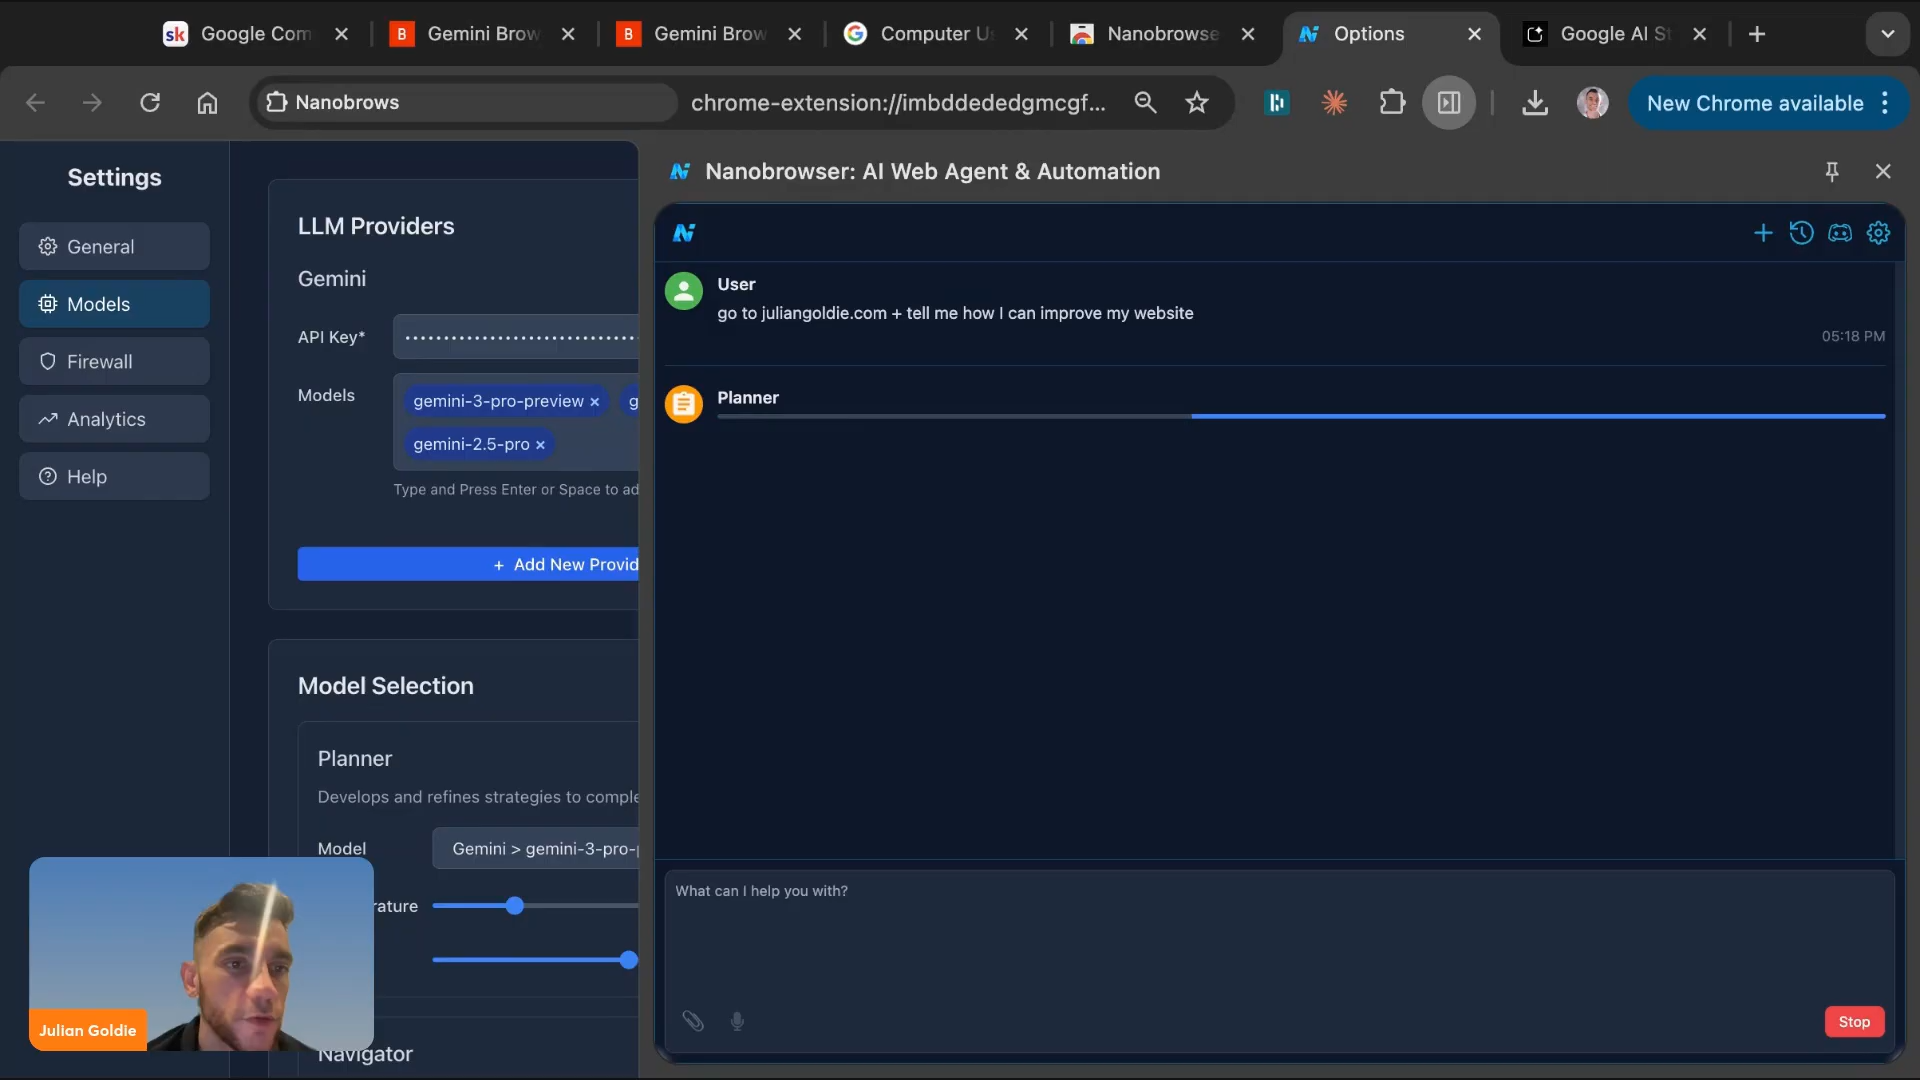 sk Google Com
B Gemini Brow
B Gemini Brow
Computer U
Nanobrowse
Options
Google AI St
Nanobrows
chrome-extension://imbddededgmcgf...
New Chrome available
Settings
General
Models
Firewall
Analytics
Help
LLM Providers
Gemini
API Key*
Models
gemini-3-pro-preview ×
g
gemini-2.5-pro ×
Type and Press Enter or Space to ad
+ Add New Provid
Model Selection
Planner
Develops and refines strategies to comple
Model
Gemini > gemini-3-pro-p
rature
Navigator
Julian Goldie
Nanobrowser: AI Web Agent & Automation
User
go to juliangoldie.com + tell me how I can improve my website
05:18 PM
Planner
What can I help you with?
Stop